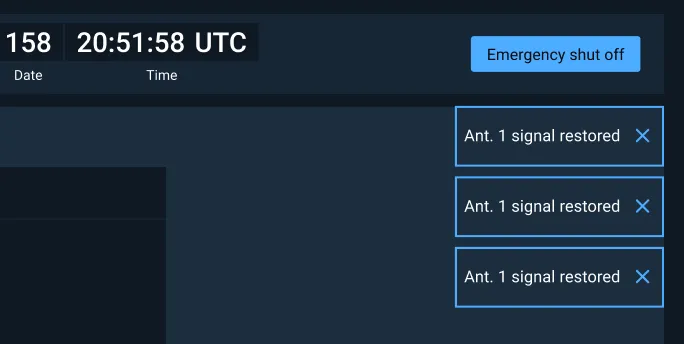 158 20:51:58 UTC
Date Time
Emergency shut off
Ant. 1 signal restored
Ant. 1 signal restored
Ant. 1 signal restored